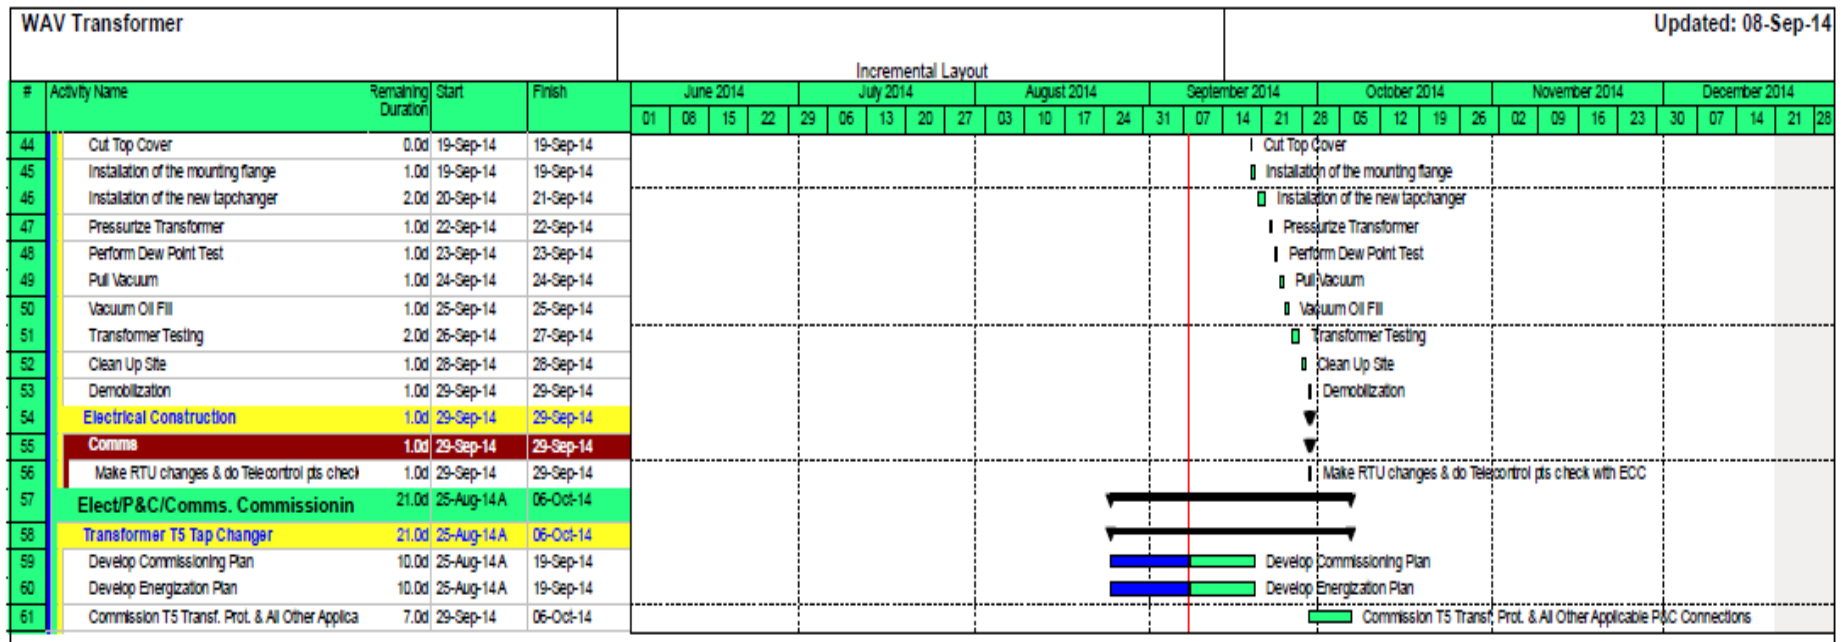 WAV Transformer
Updated: 08-Sep-14
Incremental Layout
# Activity Name Remaining Duration Start Finish
June 2014 July 2014 August 2014 September 2014 October 2014 November 2014 December 2014
01 08 15 22 29 06 13 20 27 03 10 17 24 31 07 14 21 28 05 12 19 26 02 09 16 23 30 07 14 21 28
44 Cut Top Cover 0.0d 19-Sep-14 19-Sep-14 Cut Top Cover
45 Installation of the mounting flange 1.0d 19-Sep-14 19-Sep-14 Installation of the mounting flange
46 Installation of the new tapchanger 2.0d 20-Sep-14 21-Sep-14 Installation of the new tapchanger
47 Pressurize Transformer 1.0d 22-Sep-14 22-Sep-14 Pressurize Transformer
48 Perform Dew Point Test 1.0d 23-Sep-14 23-Sep-14 Perform Dew Point Test
49 Pull Vacuum 1.0d 24-Sep-14 24-Sep-14 Pull Vacuum
50 Vacuum Oil Fill 1.0d 25-Sep-14 25-Sep-14 Vacuum Oil Fill
51 Transformer Testing 2.0d 26-Sep-14 27-Sep-14 Transformer Testing
52 Clean Up Site 1.0d 28-Sep-14 28-Sep-14 Clean Up Site
53 Demobilization 1.0d 29-Sep-14 29-Sep-14 Demobilization
54 Electrical Construction 1.0d 29-Sep-14 29-Sep-14
55 Comms 1.0d 29-Sep-14 29-Sep-14
56 Make RTU changes & do Telecontrol pts check 1.0d 29-Sep-14 29-Sep-14 Make RTU changes & do Telecontrol pts check with ECC
57 Elect/P&C/Comms. Commissionin 21.0d 25-Aug-14 A 06-Oct-14
58 Transformer T5 Tap Changer 21.0d 25-Aug-14 A 06-Oct-14
59 Develop Commissioning Plan 10.0d 25-Aug-14 A 19-Sep-14 Develop Commissioning Plan
60 Develop Energization Plan 10.0d 25-Aug-14 A 19-Sep-14 Develop Energization Plan
61 Commission T5 Transf. Prot. & All Other Applica 7.0d 29-Sep-14 06-Oct-14 Commission T5 Transf. Prot. & All Other Applicable P&C Connections